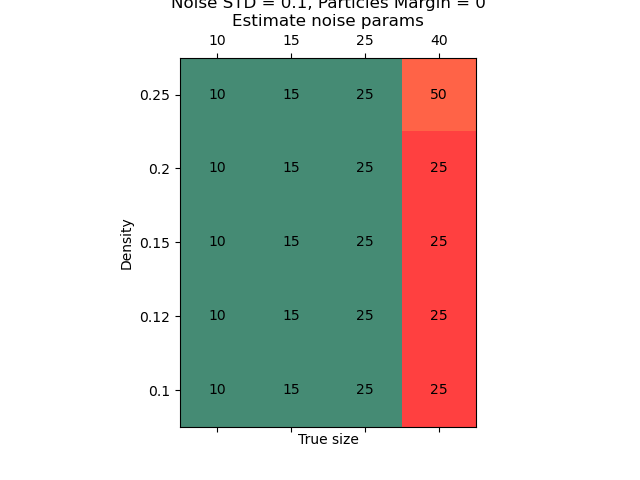 Noise STD = 0.1, Particles Margin = 0
Estimate noise params
10 15 25 40
0.25 10 15 25 50
0.2 10 15 25 25
0.15 10 15 25 25
0.12 10 15 25 25
0.1 10 15 25 25
Density
True size